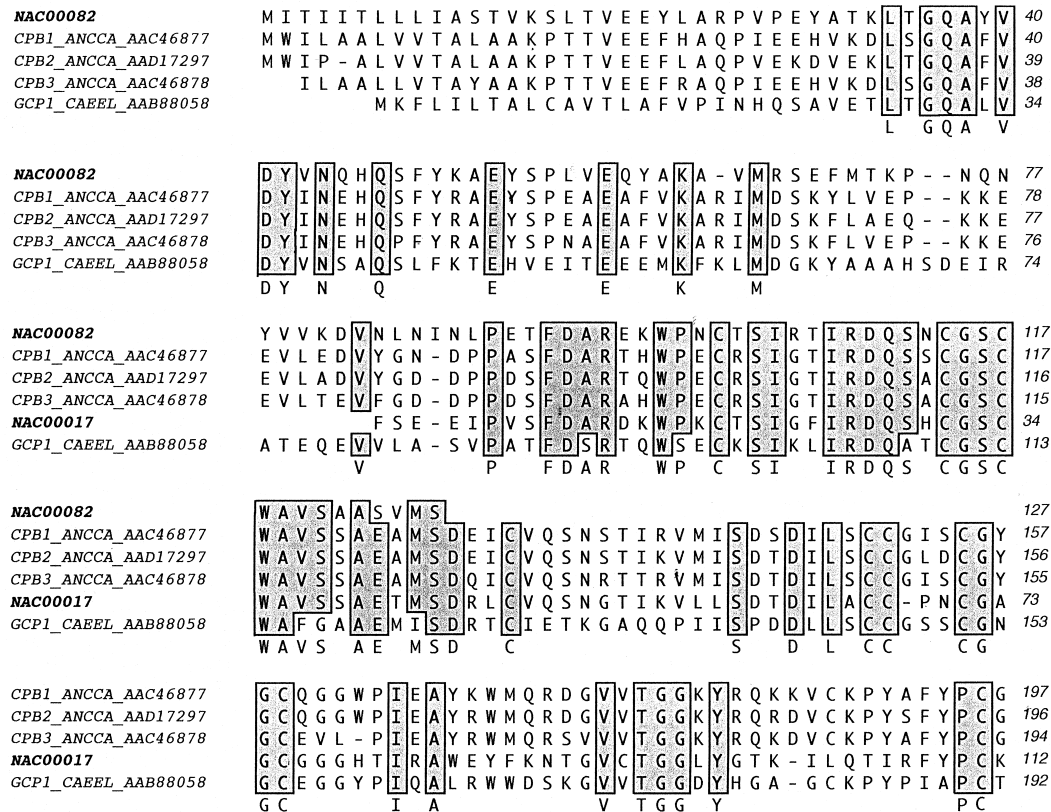 NAC00082 MITIITLLLIASTVKSLTVEEYLARPVPEYATKLTGQAYV 40
CPB1_ANCCA_AAC46877 MWILAALVVTALAAKPTTVEEFHAQPIEEHVKDLSGQAFV 40
CPB2_ANCCA_AAD17297 MWIP-ALVVTALAAKPTTVEEFLAQPVEKDVEKLTGQAFV 39
CPB3_ANCCA_AAC46878 ILAALLVVTAYAAKPTTVEEFRAQPIEEHVKDLSGQAFV 38
GCP1_CAEEL_AAB88058 MKFLILTALCAVTLAFVPINHQSAVETLTGQALV 34
L GQA V
NAC00082 DYVNQHQSFYKAEYSPLVEQYAKA-VMRSEFMTKP--NQN 77
CPB1_ANCCA_AAC46877 DYINEHQSFYRAEYSPEAEAFVKARIMDSKYLVEP--KKE 78
CPB2_ANCCA_AAD17297 DYINEHQSFYRAEYSPEAEAFVKARIMDSKFLAEQ--KKE 77
CPB3_ANCCA_AAC46878 DYINEHQPFYRAEYSPNAEAFVKARIMDSKFLVEP--KKE 76
GCP1_CAEEL_AAB88058 DYVNSAQSLFKTEHVEITEEEMKFKLMDGKYAAAHSDEIR 74
DY N Q E E K M
NAC00082 YVVKDVNLNINLPETFDAREKWPNCTSIRTIRDQSNCGSC 117
CPB1_ANCCA_AAC46877 EVLEDVYGN-DPPASFDARTHWPECRSIGTIRDQSSCGSC 117
CPB2_ANCCA_AAD17297 EVLADVYGD-DPPDSFDARTQWPECRSIGTIRDQSACGSC 116
CPB3_ANCCA_AAC46878 EVLTEVFGD-DPPDSFDARAHWPECRSIGTIRDQSACGSC 115
NAC00017 FSE-EIPVSFDARDKWPKCTSIGFIRDQSHCGSC 34
GCP1_CAEEL_AAB88058 ATEQEVVLA-SVPATFDSRTQWSECKSIKLIRDQATCGSC 113
V P FDAR WP C SI IRDQS CGSC
NAC00082 WAVSAASVMS 127
CPB1_ANCCA_AAC46877 WAVSSAEAMSDEICVQSNSTIRVMISDSDILSCCGISCGY 157
CPB2_ANCCA_AAD17297 WAVSSAEAMSDEICVQSNSTIKVMISDTDILSCCGLDCGY 156
CPB3_ANCCA_AAC46878 WAVSSAEAMSDQICVQSNRTTRVMISDTDILSCCGISCGY 155
NAC00017 WAVSSAETMSDRLCVQSNGTIKVLLSDTDILACC-PNCGA 73
GCP1_CAEEL_AAB88058 WAFGAAEMISDRTCIETKGAQQPIISPDDLLSCCGSSCGN 153
WAVS AE MSD C S D L CC CG
CPB1_ANCCA_AAC46877 GCQGGWPIEAYKWMQRDGVVTGGKYRQKKVCKPYAFYPCG 197
CPB2_ANCCA_AAD17297 GCQGGWPIEAYRWMQRDGVVTGGKYRQRDVCKPYSFYPCG 196
CPB3_ANCCA_AAC46878 GCEVL-PIEAYRWMQRSVVVTGGKYRQKDVCKPYAFYPCG 194
NAC00017 GCGGGHTIRAWEYFKNTGVCTGGLYGTK-ILQTIRFYPCK 112
GCP1_CAEEL_AAB88058 GCEGGYPIQALRWWDSKGVVTGGDYHGA-GCKPYPIAPCT 192
GC I A V TGG Y PC